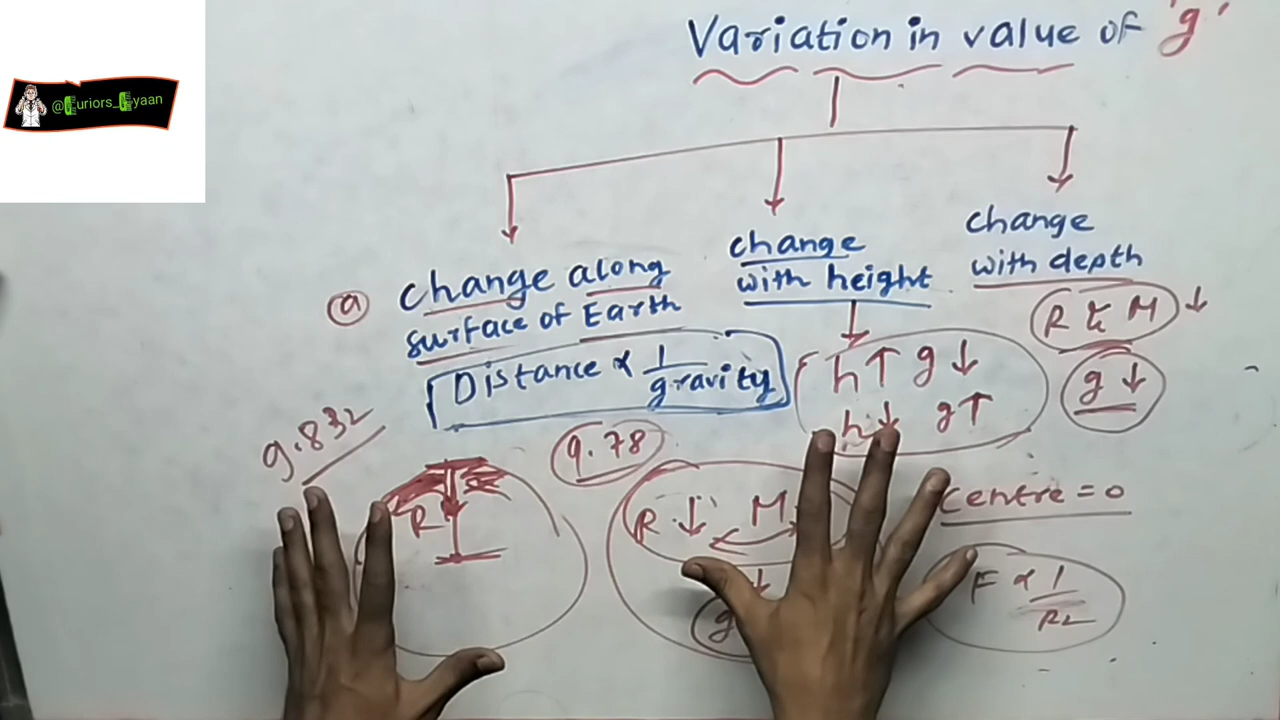 @Curiors_Gyaan
Variation in value of 'g'
ⓐ change along
surface of Earth
Distance ∝ 1/gravity
change
with height
h↑ g↓
h↓ g↑
change
with depth
R & M ↓
g ↓
9.832
9.78
R
R ↓ M
↓
g
centre = 0
F ∝ 1/R2